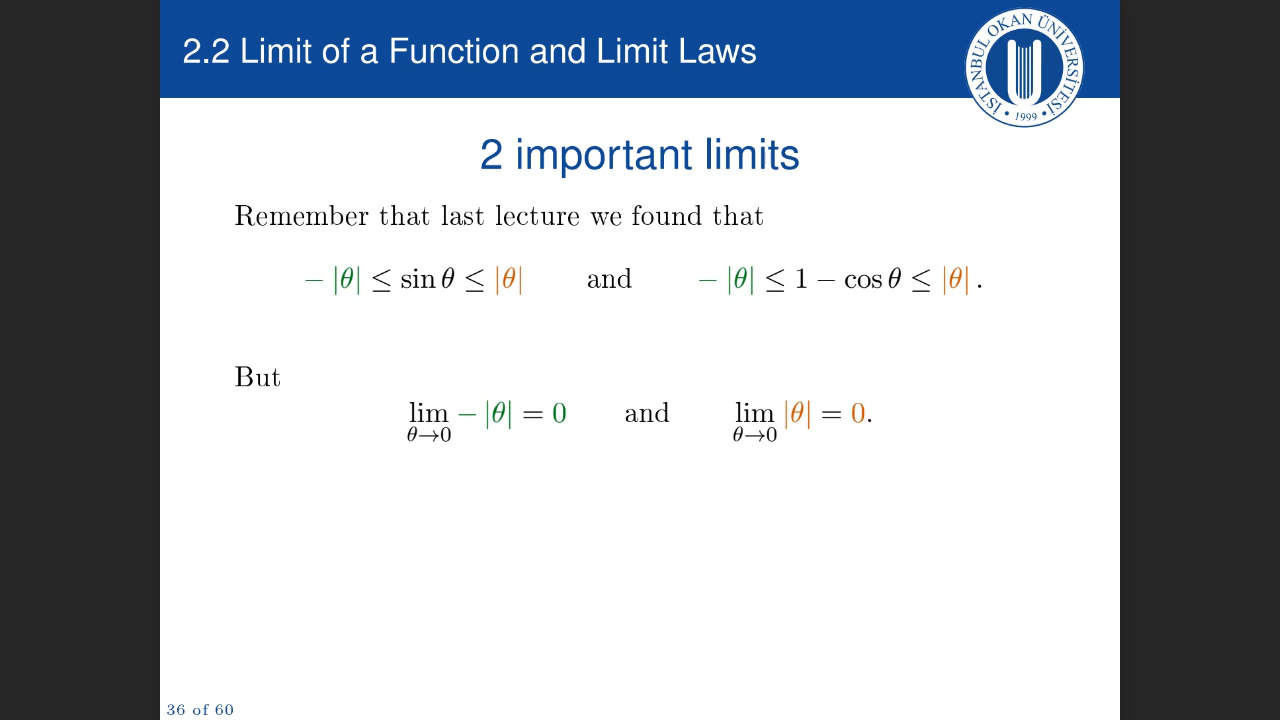 2.2 Limit of a Function and Limit Laws
İSTANBUL OKAN ÜNİVERSİTESİ
• 1999 •
2 important limits
Remember that last lecture we found that
− |θ| ≤ sin θ ≤ |θ| and − |θ| ≤ 1 − cos θ ≤ |θ| .
But
lim − |θ| = 0 and lim |θ| = 0.
θ→0 θ→0
36 of 60